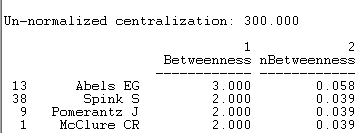 Un-normalized centralization: 300.000
1 2
Betweenness nBetweenness
------------ ------------
13 Abels EG 3.000 0.058
38 Spink S 2.000 0.039
9 Pomerantz J 2.000 0.039
1 McClure CR 2.000 0.039